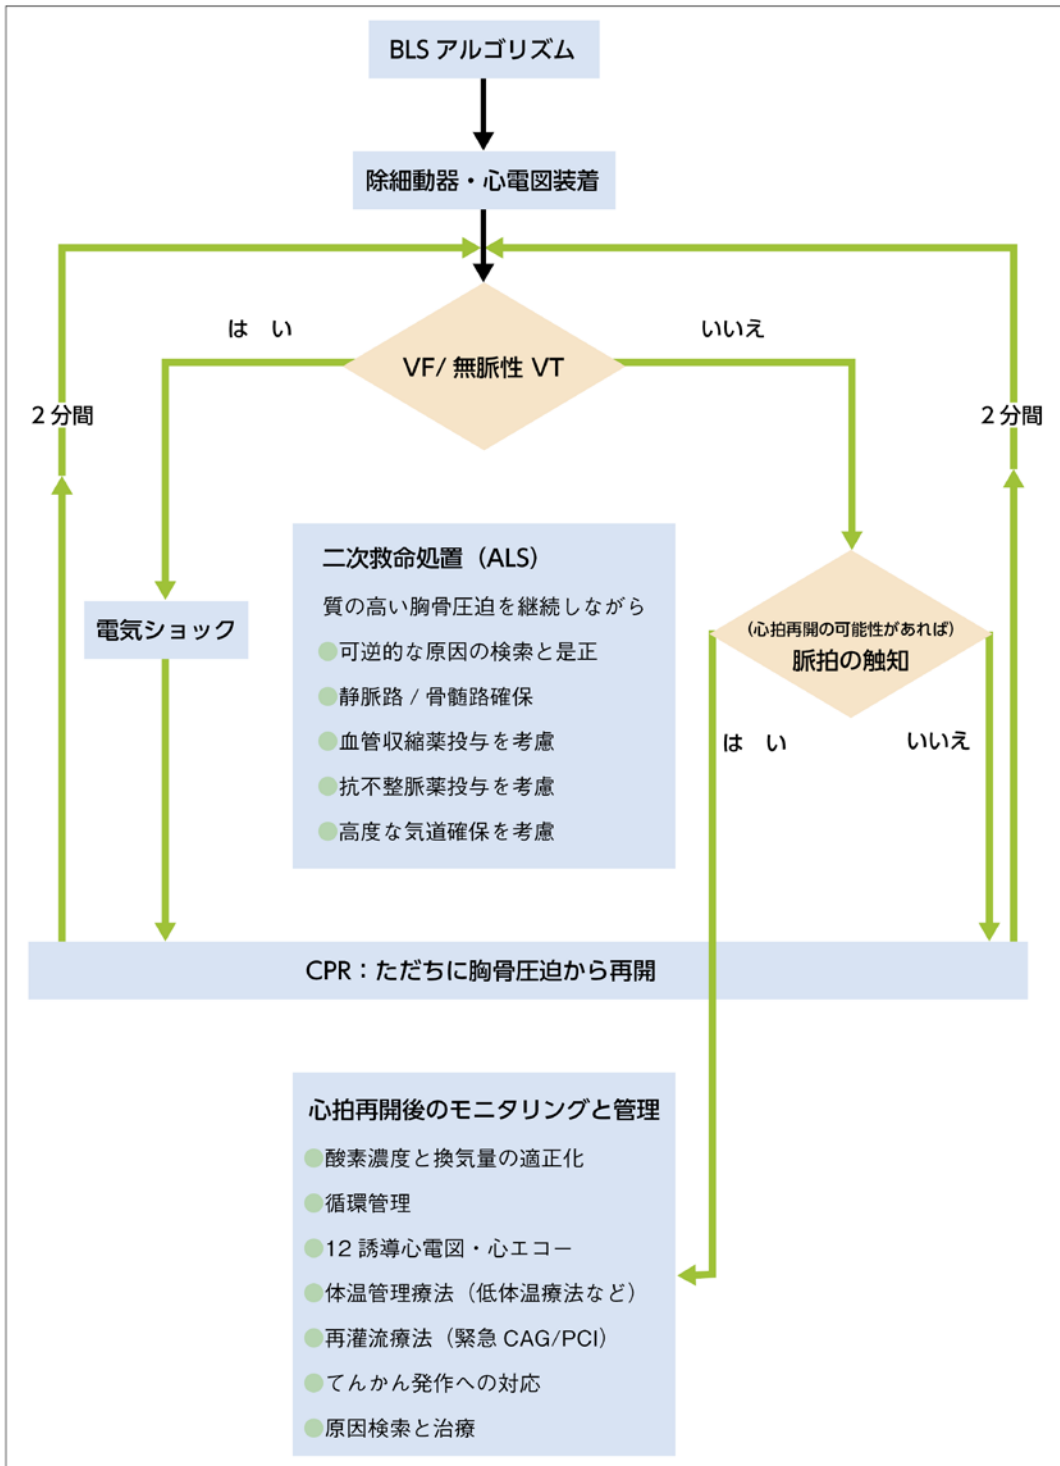 BLS アルゴリズム
除細動器・心電図装着
は い
いいえ
VF/ 無脈性 VT
2 分間
2 分間
二次救命処置（ALS）
質の高い胸骨圧迫を継続しながら
●可逆的な原因の検索と是正
●静脈路 / 骨髄路確保
●血管収縮薬投与を考慮
●抗不整脈薬投与を考慮
●高度な気道確保を考慮
電気ショック
（心拍再開の可能性があれば）
脈拍の触知
は い
いいえ
CPR：ただちに胸骨圧迫から再開
心拍再開後のモニタリングと管理
●酸素濃度と換気量の適正化
●循環管理
●12 誘導心電図・心エコー
●体温管理療法（低体温療法など）
●再灌流療法（緊急 CAG/PCI）
●てんかん発作への対応
●原因検索と治療